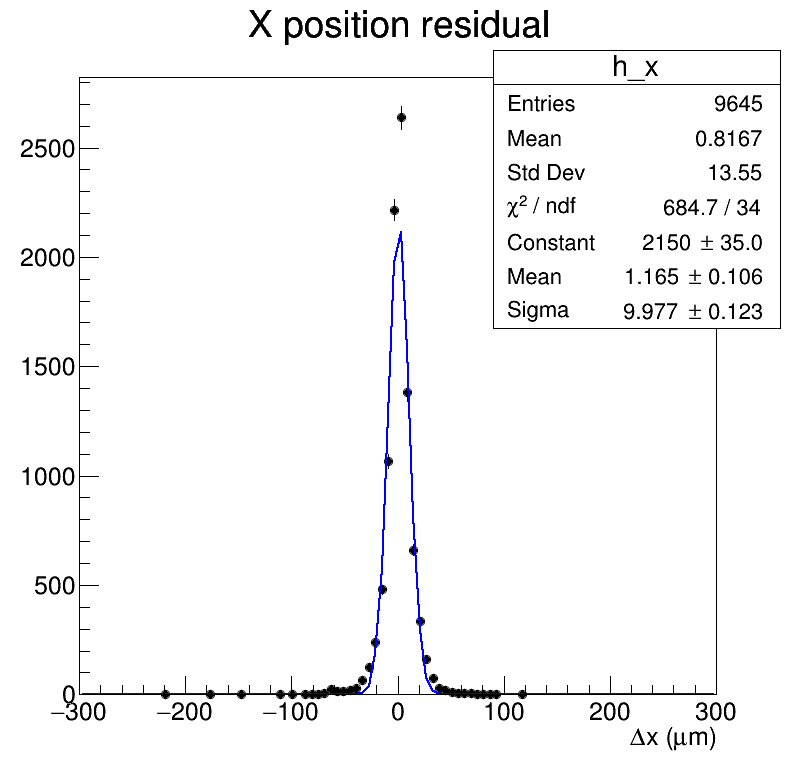 X position residual
h_x
Entries 9645
Mean 0.8167
Std Dev 13.55
χ² / ndf 684.7 / 34
Constant 2150 ± 35.0
Mean 1.165 ± 0.106
Sigma 9.977 ± 0.123
2500
2000
1500
1000
500
0
−300 −200 −100 0 100 200 300
Δx (μm)